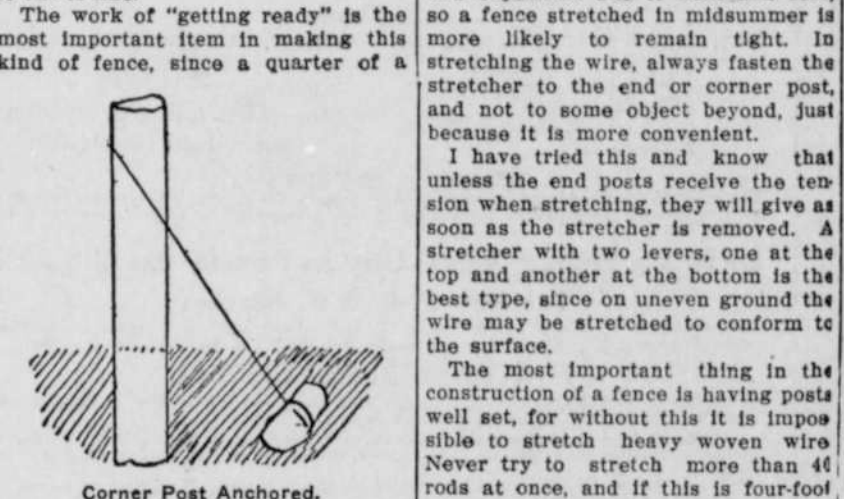 The work of "getting ready" is the
most important item in making this
kind of fence, since a quarter of a
Corner Post Anchored.
so a fence stretched in midsummer is
more likely to remain tight. In
stretching the wire, always fasten the
stretcher to the end or corner post,
and not to some object beyond, just
because it is more convenient.
I have tried this and know that
unless the end posts receive the ten-
sion when stretching, they will give as
soon as the stretcher is removed. A
stretcher with two levers, one at the
top and another at the bottom is the
best type, since on uneven ground the
wire may be stretched to conform to
the surface.
The most important thing in the
construction of a fence is having posts
well set, for without this it is impos
sible to stretch heavy woven wire
Never try to stretch more than 40
rods at once, and if this is four-foot